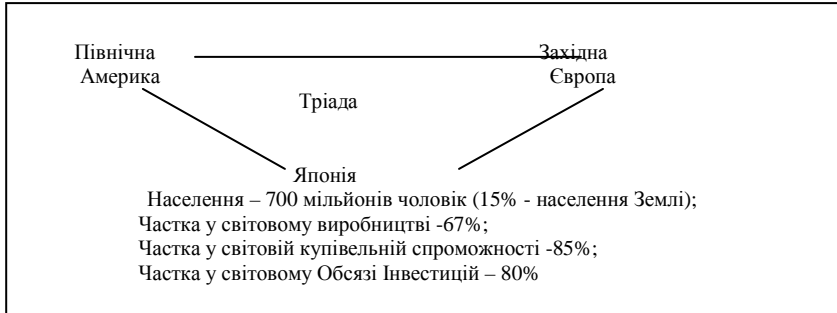 Північна Західна
Америка Європа
Тріада
Японія
Населення – 700 мільйонів чоловік (15% - населення Землі);
Частка у світовому виробництві -67%;
Частка у світовій купівельній спроможності -85%;
Частка у світовому Обсязі Інвестицій – 80%